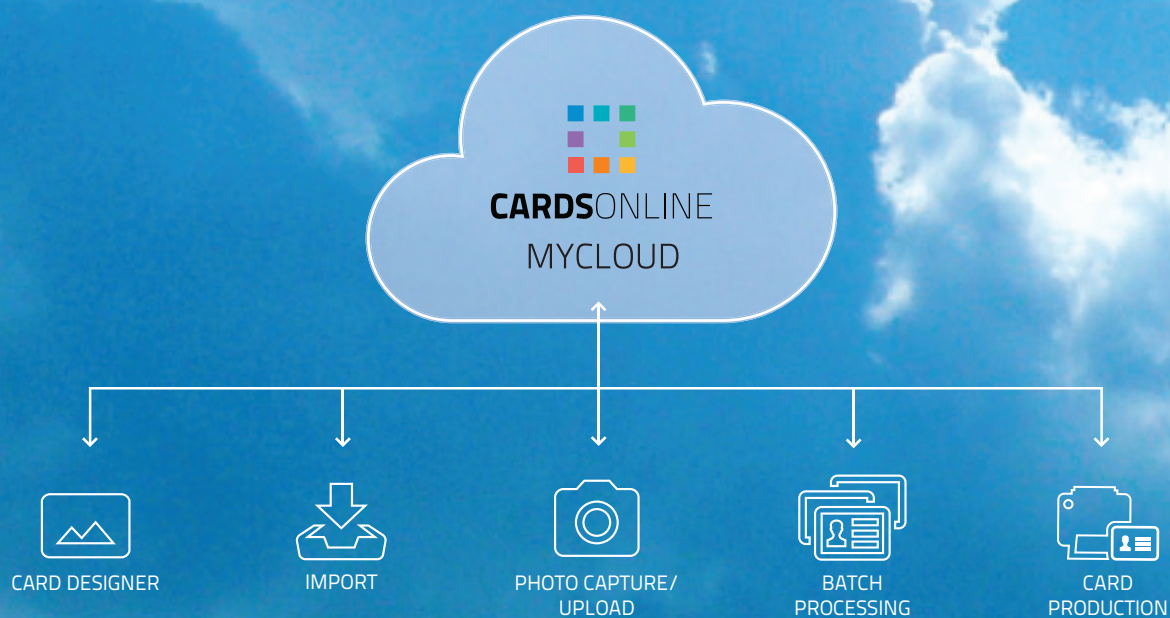 CARDSONLINE
MYCLOUD
CARD DESIGNER
IMPORT
PHOTO CAPTURE/
UPLOAD
BATCH
PROCESSING
CARD
PRODUCTION